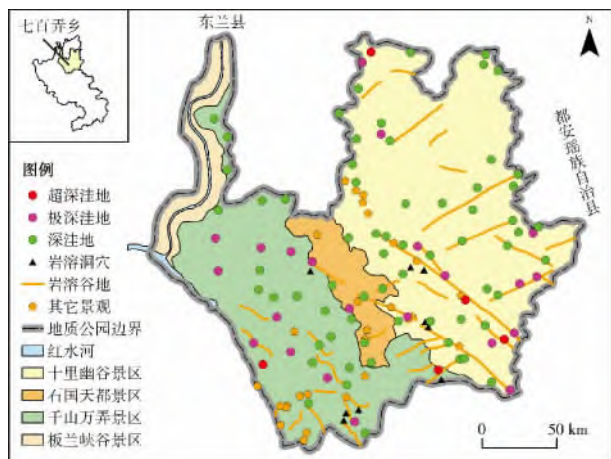 七百弄乡
东兰县
N
都安瑶族自治县
图例
超深洼地
极深洼地
深洼地
岩溶洞穴
岩溶谷地
其它景观
地质公园边界
红水河
十里幽谷景区
石国天都景区
千山万弄景区
板兰峡谷景区
0 50 km